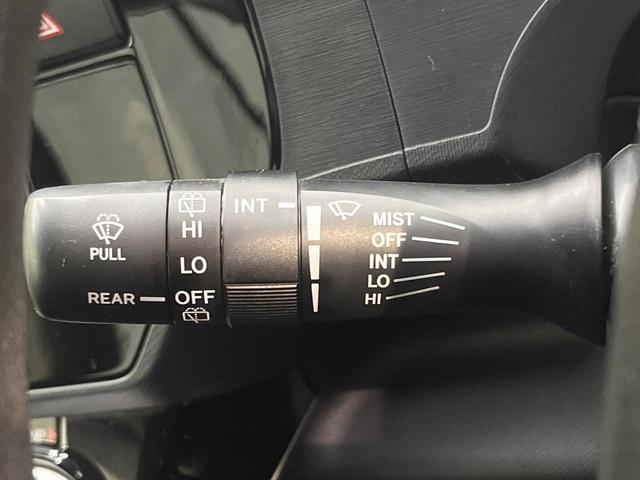 PULL
REAR
HI
LO
OFF
INT
MIST
OFF
INT
LO
HI